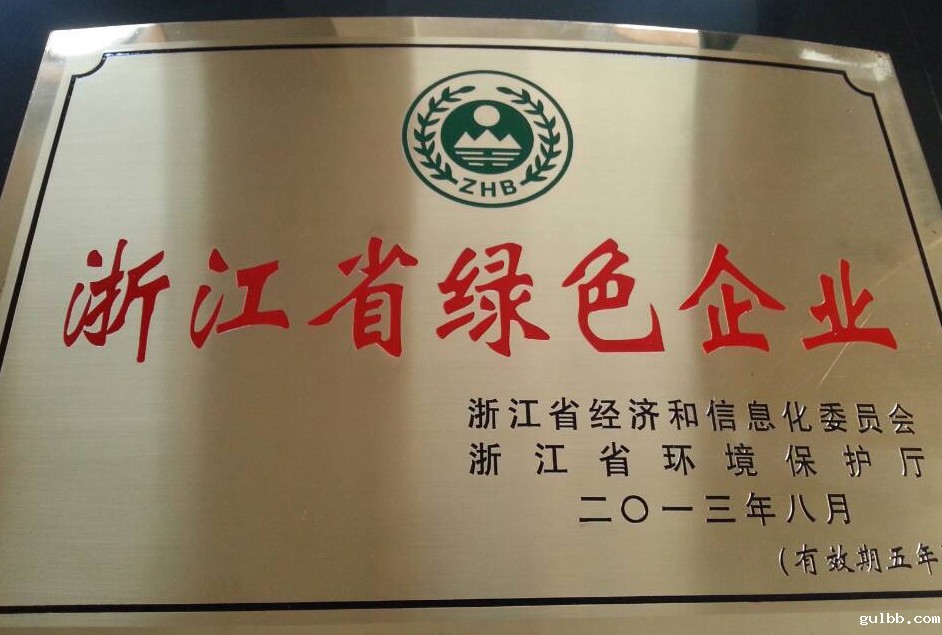 ZHB
浙江省绿色企业
浙江省经济和信息化委员会
浙江省环境保护厅
二〇一三年八月
(有效期五年
gulbb.com